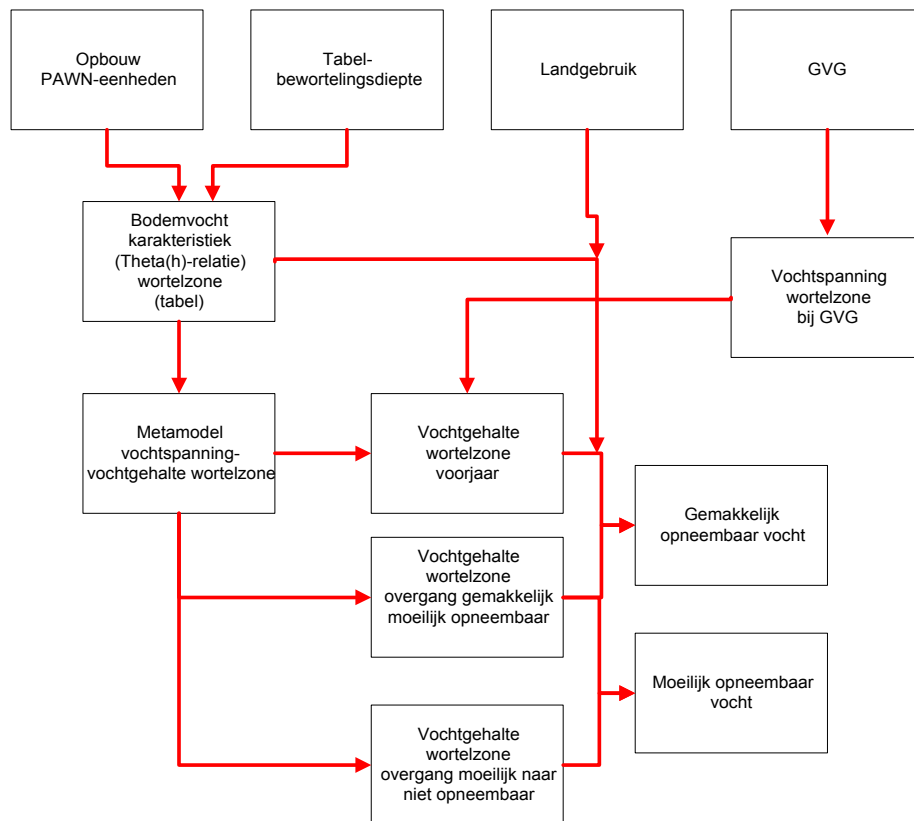 Opbouw
PAWN-eenheden
Tabel-
bewortelingsdiepte
Landgebruik
GVG
Bodemvocht
karakteristiek
(Theta(h)-relatie)
wortelzone
(tabel)
Vochtspanning
wortelzone
bij GVG
Metamodel
vochtspanning-
vochtgehalte wortelzone
Vochtgehalte
wortelzone
voorjaar
Gemakkelijk
opneembaar vocht
Vochtgehalte
wortelzone
overgang gemakkelijk
moeilijk opneembaar
Moeilijk opneembaar
vocht
Vochtgehalte
wortelzone
overgang moeilijk naar
niet opneembaar